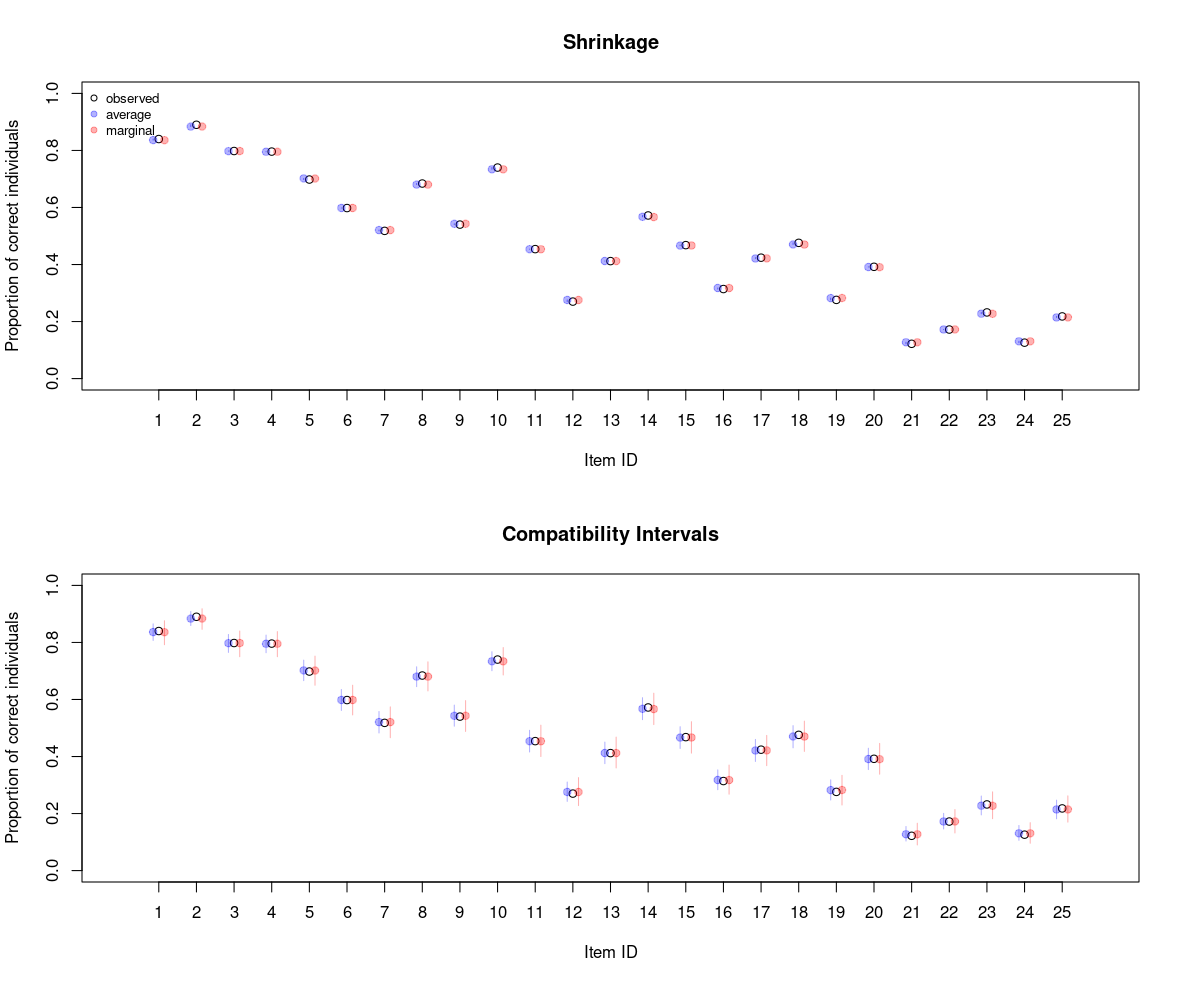 Shrinkage
Proportion of correct individuals
1.0
0.8
0.6
0.4
0.2
0.0
observed
average
marginal
1 2 3 4 5 6 7 8 9 10 11 12 13 14 15 16 17 18 19 20 21 22 23 24 25
Item ID
Compatibility Intervals
Proportion of correct individuals
1.0
0.8
0.6
0.4
0.2
0.0
1 2 3 4 5 6 7 8 9 10 11 12 13 14 15 16 17 18 19 20 21 22 23 24 25
Item ID